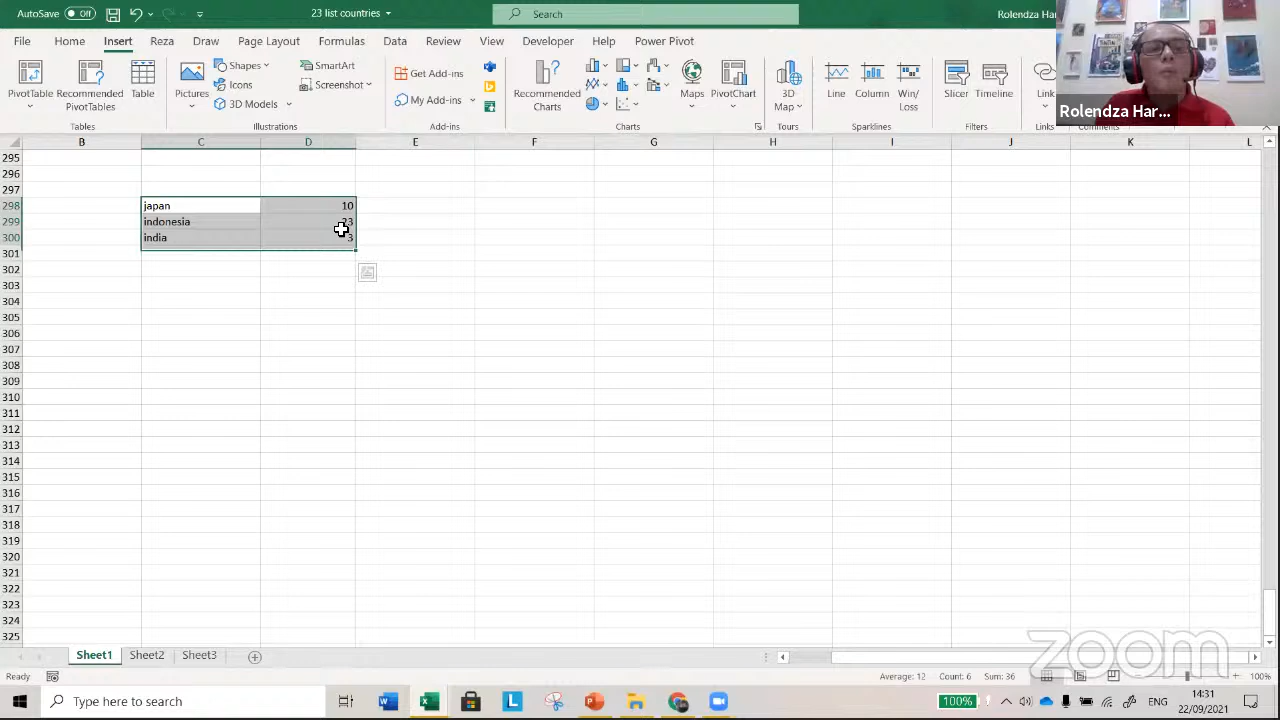 AutoSave Off
23 list countries
Search
Rolendza Har
File Home Insert Reza Draw Page Layout Formulas Data Review View Developer Help Power Pivot
PivotTable
Recommended PivotTables
Table
Tables
Pictures
Shapes
Icons
3D Models
SmartArt
Screenshot
Illustrations
Get Add-ins
My Add-ins
Add-ins
Recommended Charts
Maps
PivotChart
Charts
3D Map
Tours
Line
Column
Win/ Loss
Sparklines
Slicer
Timeline
Filters
Link
Links
Comments
Rolendza Har...
B C D E F G H I J K L
295
296
297
298 japan 10
299 indonesia 23
300 india 3
301
302
303
304
305
306
307
308
309
310
311
312
313
314
315
316
317
318
319
320
321
322
323
324
325
zoom
Sheet1 Sheet2 Sheet3
Ready
Average: 12 Count: 6 Sum: 36
100%
Type here to search
100%
ENG
14:31
22/09/2021